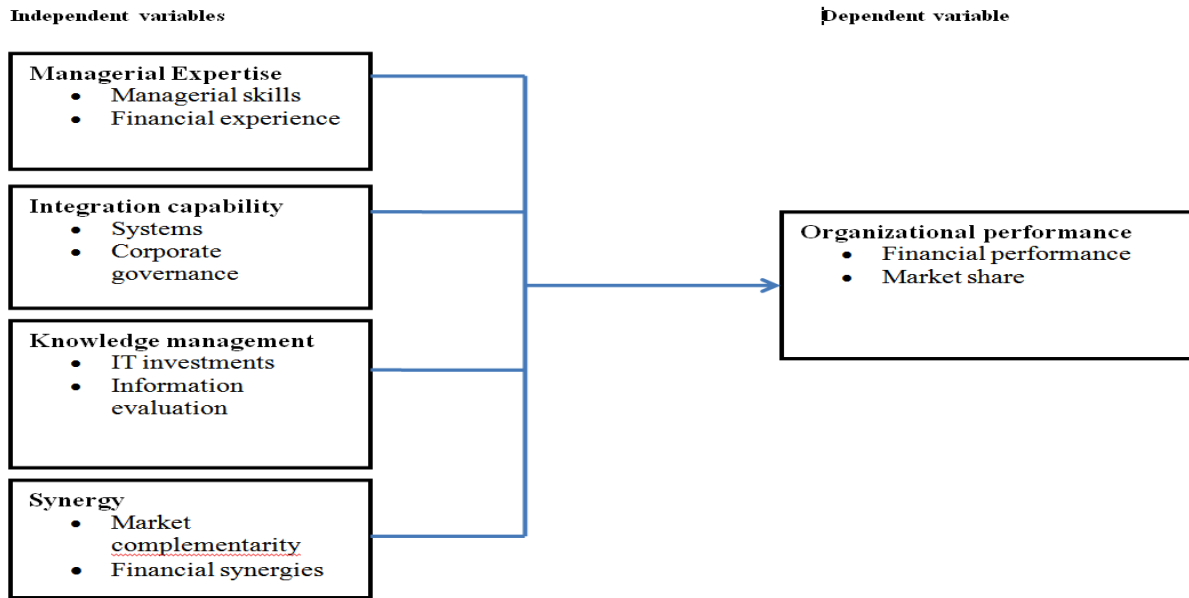 Independent variables
Dependent variable
Managerial Expertise
• Managerial skills
• Financial experience
Integration capability
• Systems
• Corporate
governance
Knowledge management
• IT investments
• Information
evaluation
Synergy
• Market
complementarity
• Financial synergies
Organizational performance
• Financial performance
• Market share